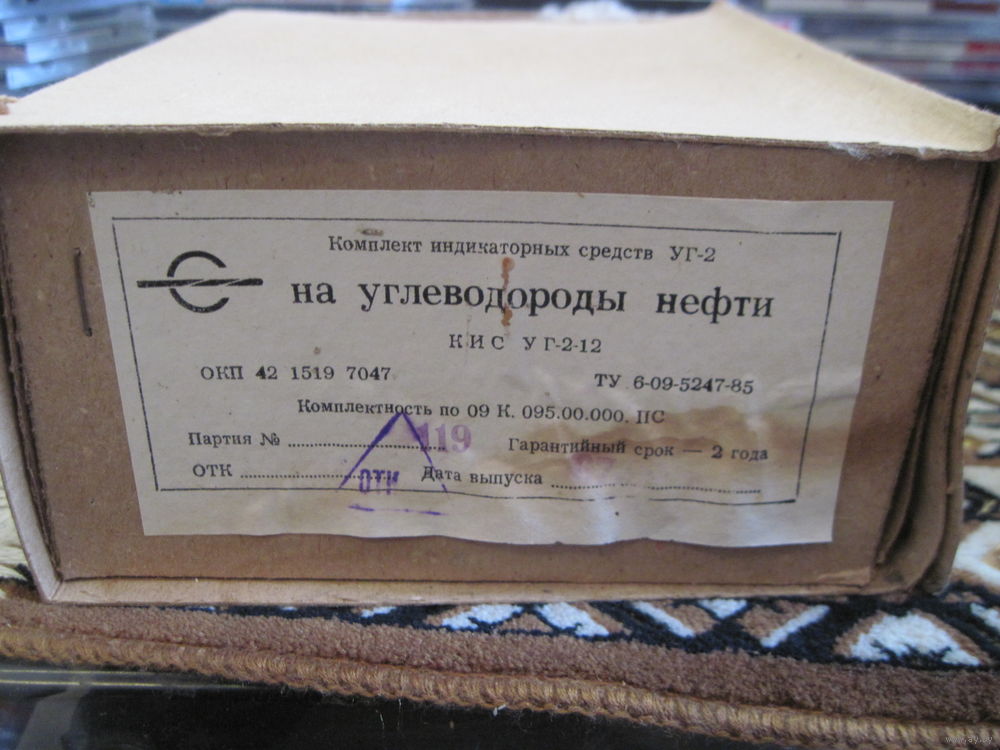 Комплект индикаторных средств УГ-2
на углеводороды нефти
КИС УГ-2-12
ОКП 42 1519 7047 ТУ 6-09-5247-85
Комплектность по 09 К. 095.00.000. ПС
Партия № 119 Гарантийный срок — 2 года
ОТК ОТК Дата выпуска